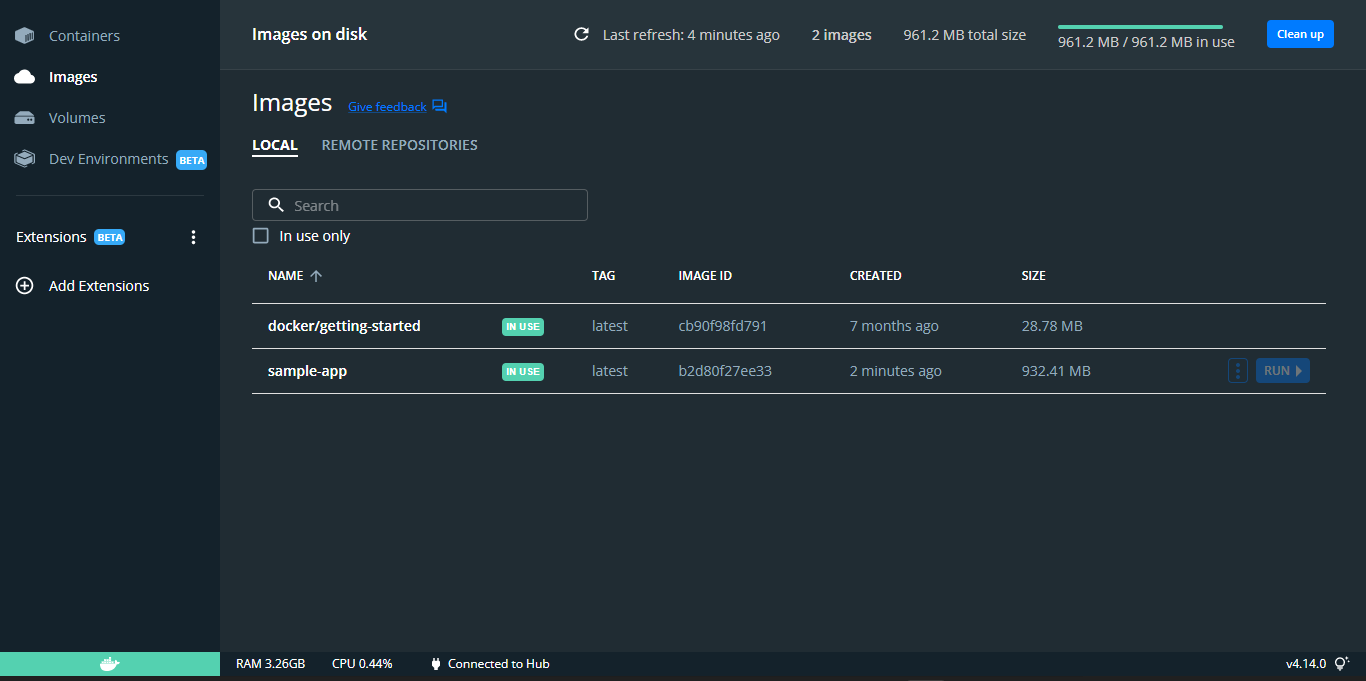 Containers
Images
Volumes
Dev Environments BETA
Extensions BETA
Add Extensions
Images on disk
Last refresh: 4 minutes ago
2 images
961.2 MB total size
961.2 MB / 961.2 MB in use
Clean up
Images Give feedback
LOCAL REMOTE REPOSITORIES
Search
In use only
NAME TAG IMAGE ID CREATED SIZE
docker/getting-started IN USE latest cb90f98fd791 7 months ago 28.78 MB
sample-app IN USE latest b2d80f27ee33 2 minutes ago 932.41 MB RUN
RAM 3.26GB CPU 0.44% Connected to Hub v4.14.0